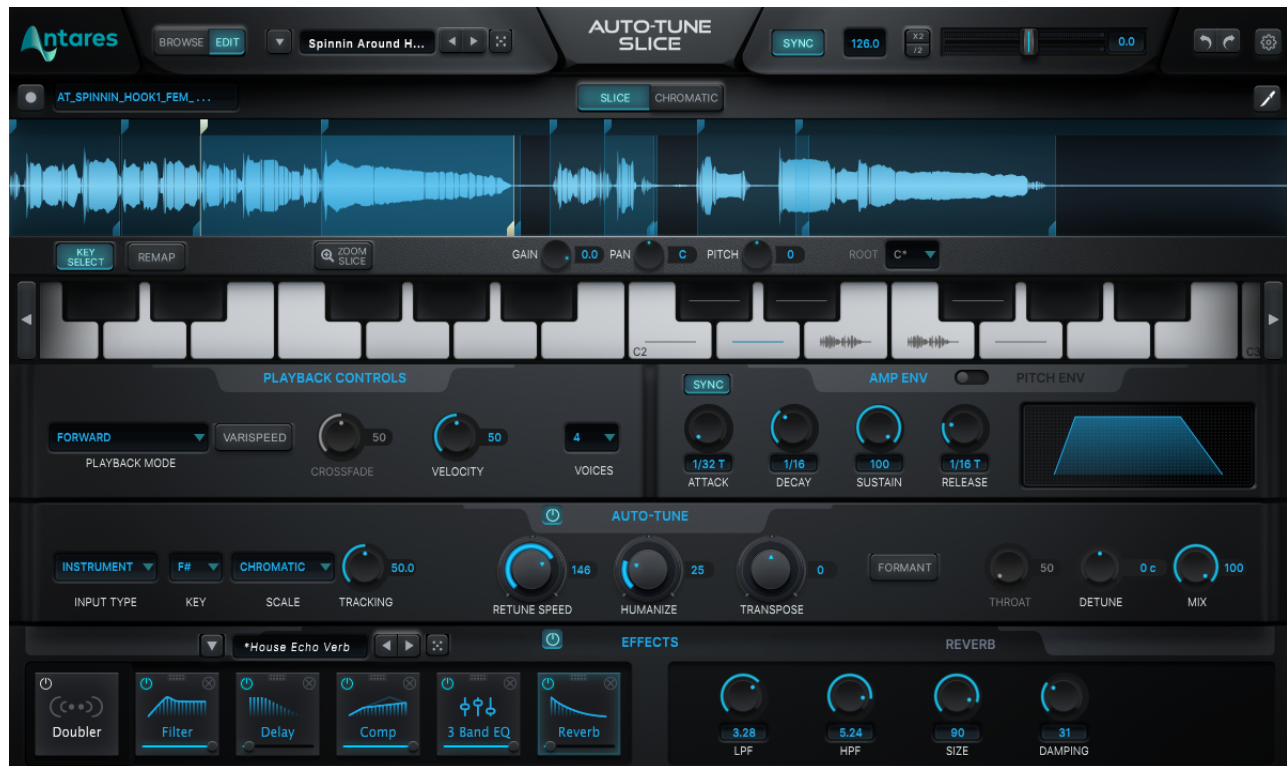 Antares
BROWSE EDIT
Spinnin Around H...
AUTO-TUNE
SLICE
SYNC
126.0
X2
/2
0.0
AT_SPINNIN_HOOK1_FEM_...
SLICE CHROMATIC
KEY
SELECT
REMAP
ZOOM
SLICE
GAIN 0.0 PAN C PITCH 0 ROOT C*
C2
C3
PLAYBACK CONTROLS
FORWARD
VARISPEED
50
50
4
PLAYBACK MODE
CROSSFADE
VELOCITY
VOICES
SYNC
AMP ENV
PITCH ENV
1/32 T 1/16 100 1/16 T
ATTACK DECAY SUSTAIN RELEASE
AUTO-TUNE
INSTRUMENT F# CHROMATIC 50.0
146 25 0
FORMANT
50 0 c 100
INPUT TYPE KEY SCALE TRACKING
RETUNE SPEED HUMANIZE TRANSPOSE
THROAT DETUNE MIX
*House Echo Verb
EFFECTS
REVERB
Doubler Filter Delay Comp 3 Band EQ Reverb
3.28 5.24 90 31
LPF HPF SIZE DAMPING